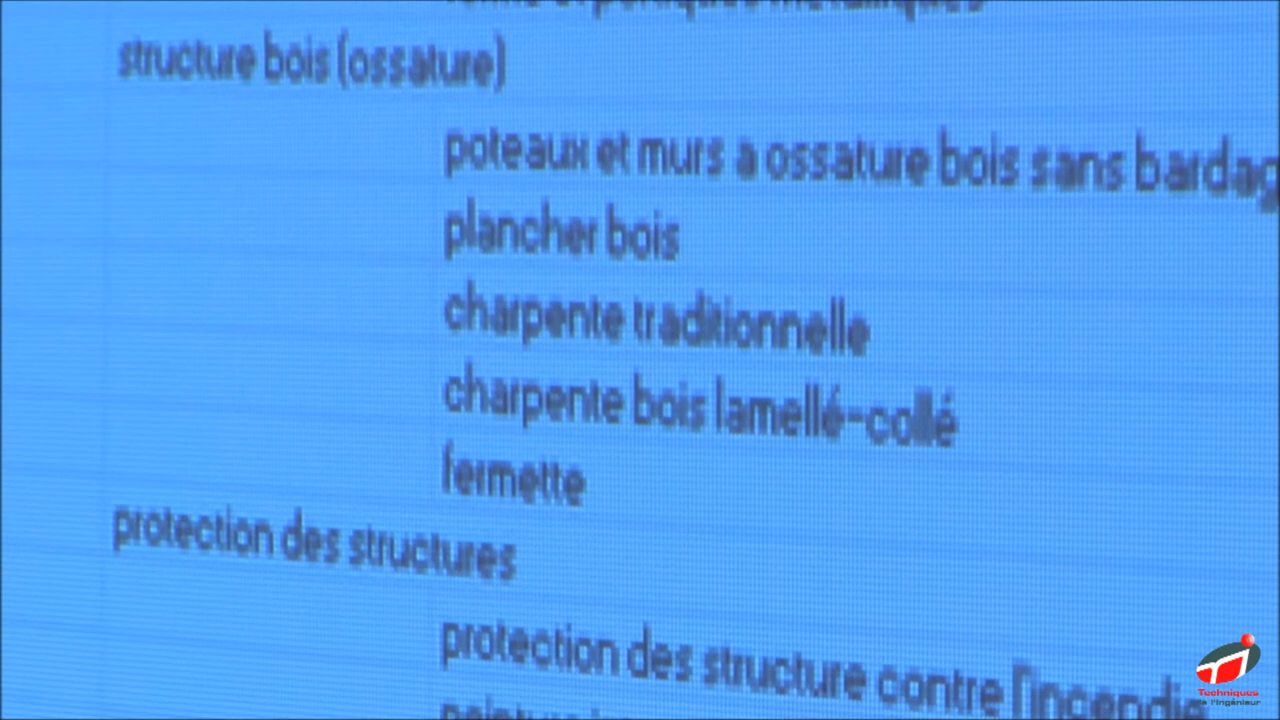 structure bois (ossature)
poteaux et murs a ossature bois sans bardag
plancher bois
charpente traditionnelle
charpente bois lamellé-collé
fermette
protection des structures
protection des structure contre l'incendie
Techniques
de l'Ingénieur